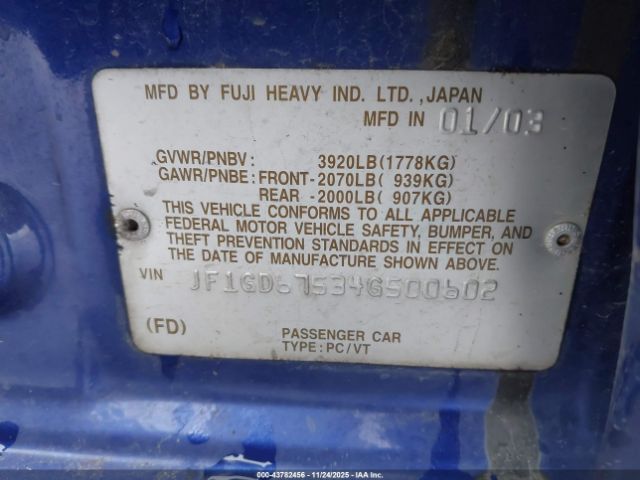 MFD BY FUJI HEAVY IND. LTD. ,JAPAN
MFD IN 01/03
GVWR/PNBV : 3920LB(1778KG)
GAWR/PNBE : FRONT-2070LB( 939KG)
REAR -2000LB( 907KG)
THIS VEHICLE CONFORMS TO ALL APPLICABLE
FEDERAL MOTOR VEHICLE SAFETY, BUMPER, AND
THEFT PREVENTION STANDARDS IN EFFECT ON
THE DATE OF MANUFACTURE SHOWN ABOVE.
VIN JF1GD67534G500602
(FD) PASSENGER CAR
TYPE : PC/VT
000-43782456 - 11/24/2025 - IAAI.COM